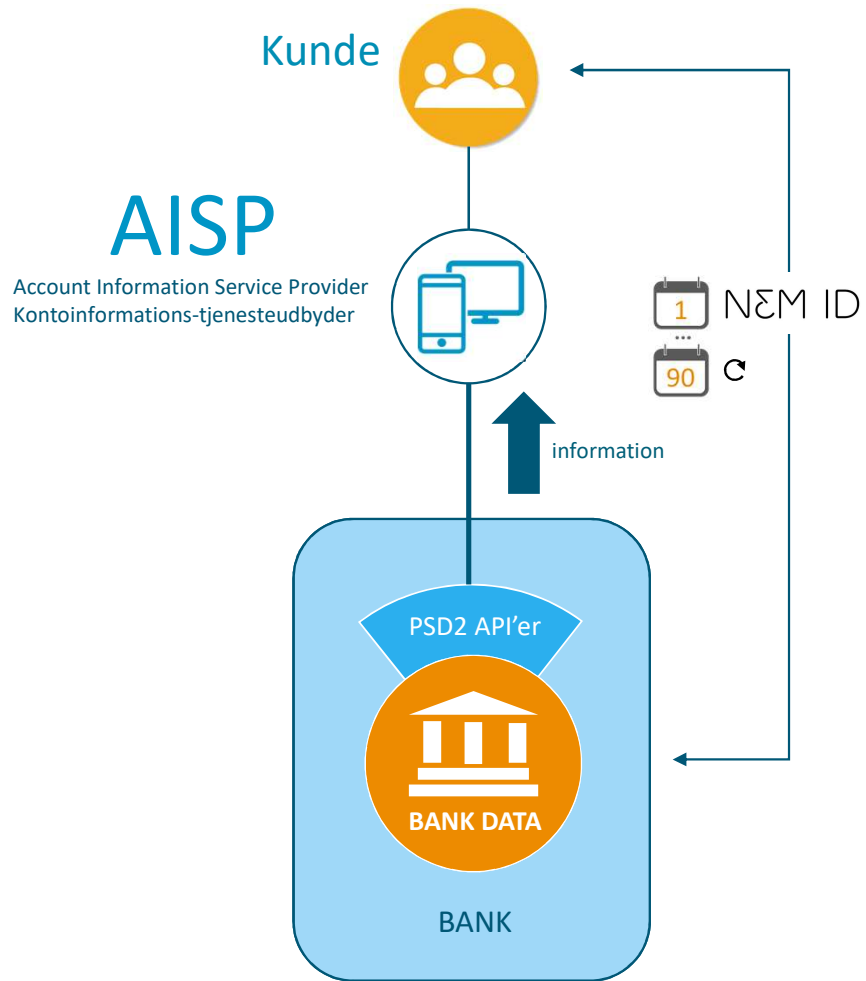 Kunde
AISP
Account Information Service Provider
Kontoinformations-tjenesteudbyder
1 NEM ID
...
90
information
PSD2 API'er
BANK DATA
BANK